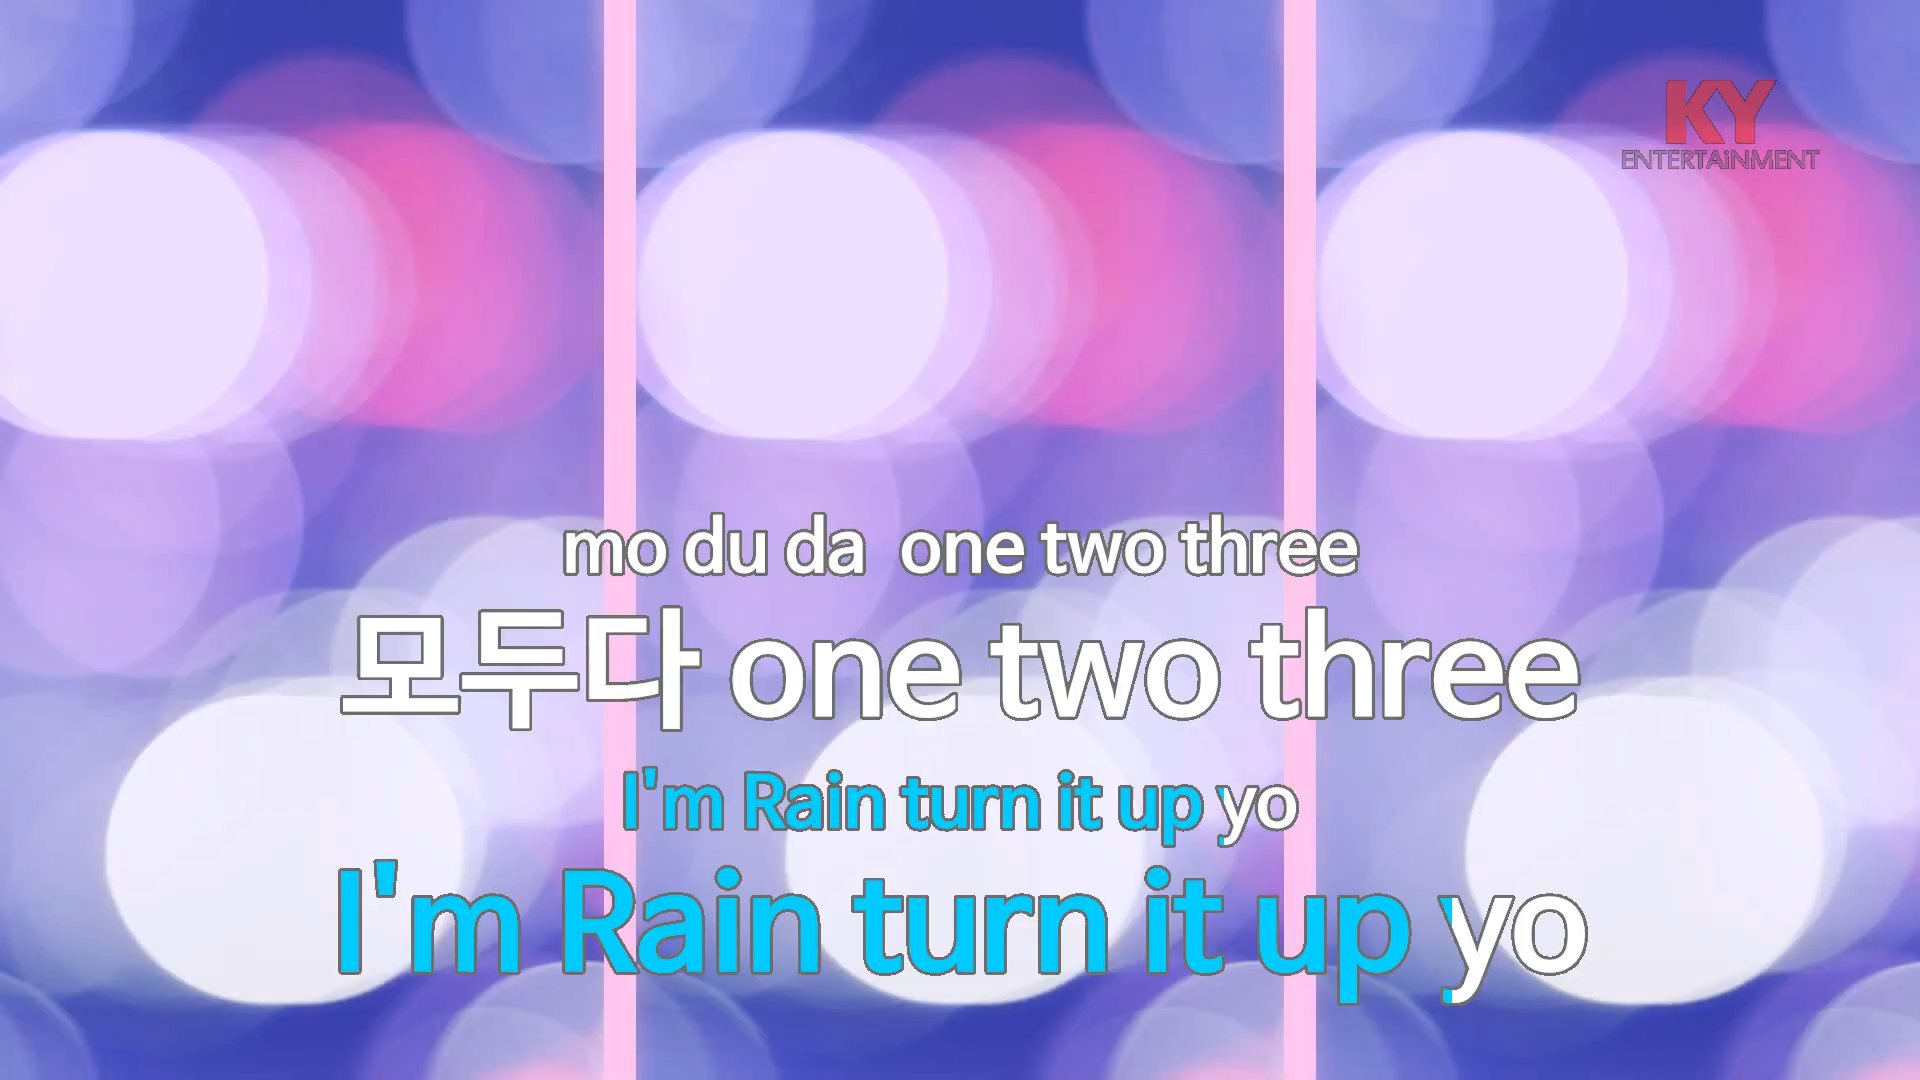 KY
ENTERTAiNMENT
mo du da one two three
모두다 one two three
I'm Rain turn it up yo
I'm Rain turn it up yo